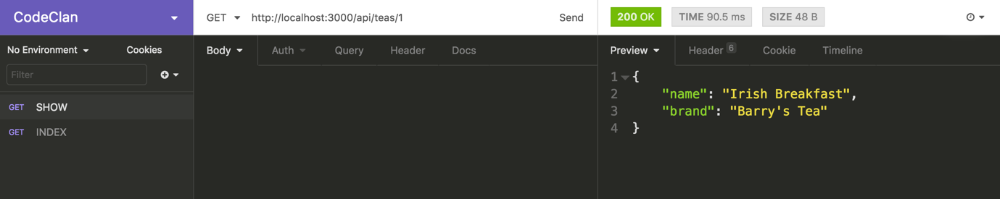 CodeClan
GET http://localhost:3000/api/teas/1 Send
200 OK TIME 90.5 ms SIZE 48 B
No Environment Cookies
Body Auth Query Header Docs
Preview Header 6 Cookie Timeline
Filter
GET SHOW
GET INDEX
1 {
2 "name": "Irish Breakfast",
3 "brand": "Barry's Tea"
4 }